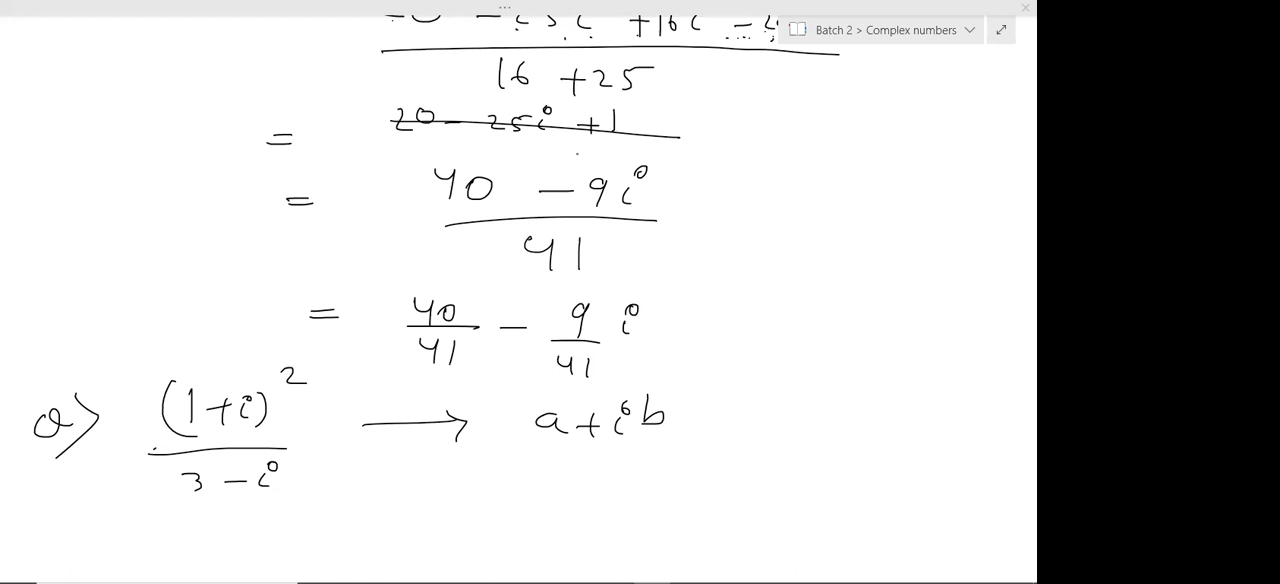 Batch 2 > Complex numbers
16 + 25
= 20 - 25i + 1
= 40 - 9i
41
= 40/41 - 9/41 i
Q> (1+i)^2 / 3-i → a+ib